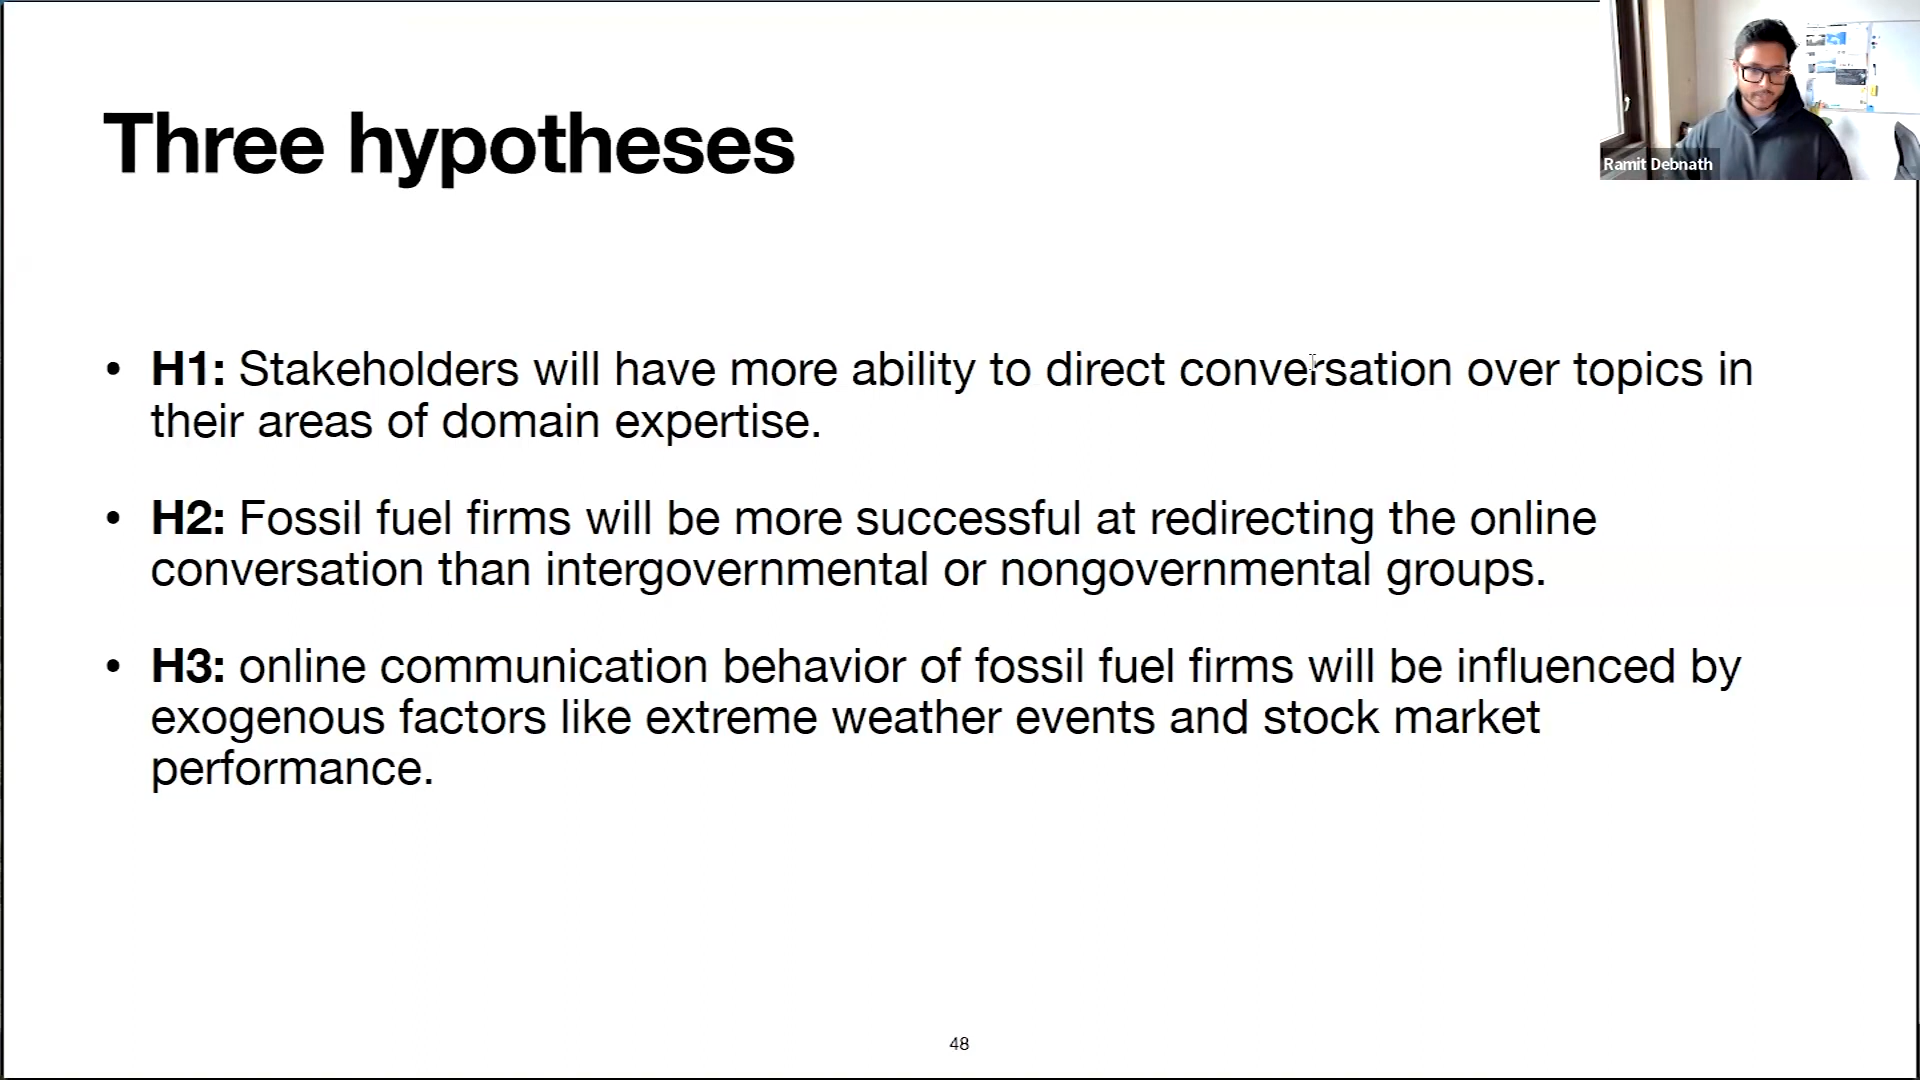 Three hypotheses
Ramit Debnath
• H1: Stakeholders will have more ability to direct conversation over topics in
their areas of domain expertise.
• H2: Fossil fuel firms will be more successful at redirecting the online
conversation than intergovernmental or nongovernmental groups.
• H3: online communication behavior of fossil fuel firms will be influenced by
exogenous factors like extreme weather events and stock market
performance.
48